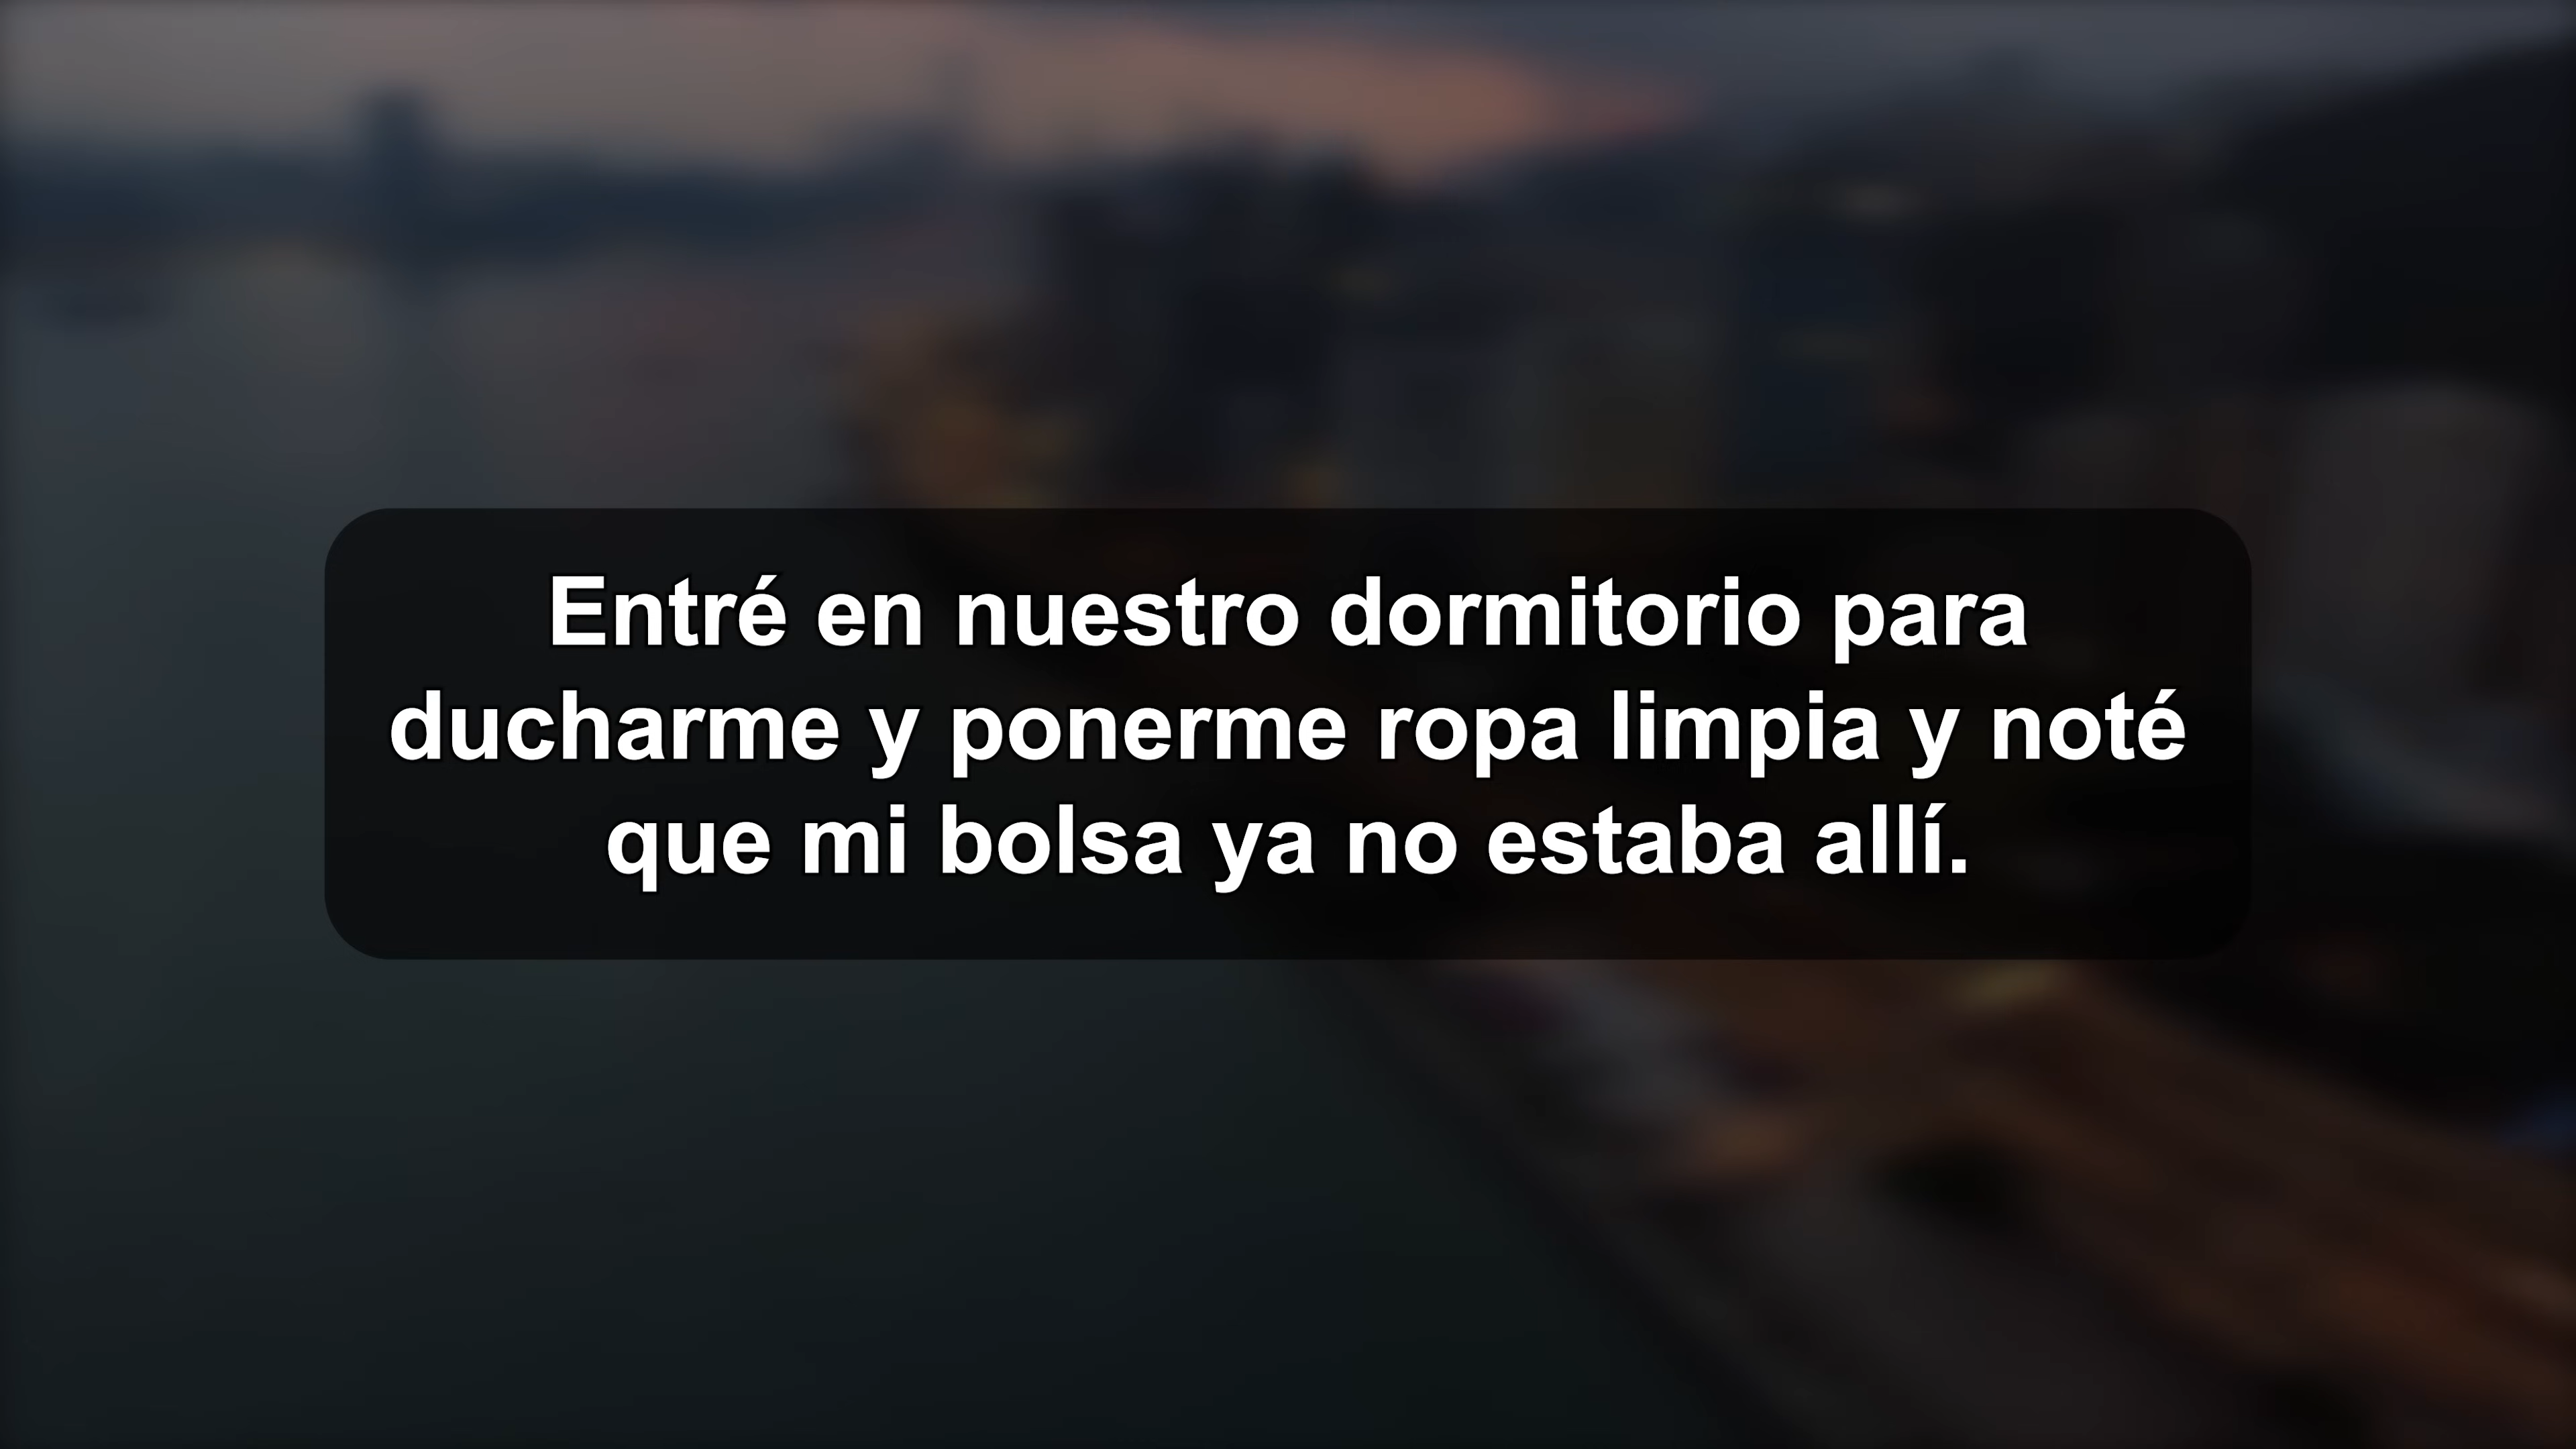 Entré en nuestro dormitorio para
ducharme y ponerme ropa limpia y noté
que mi bolsa ya no estaba allí.